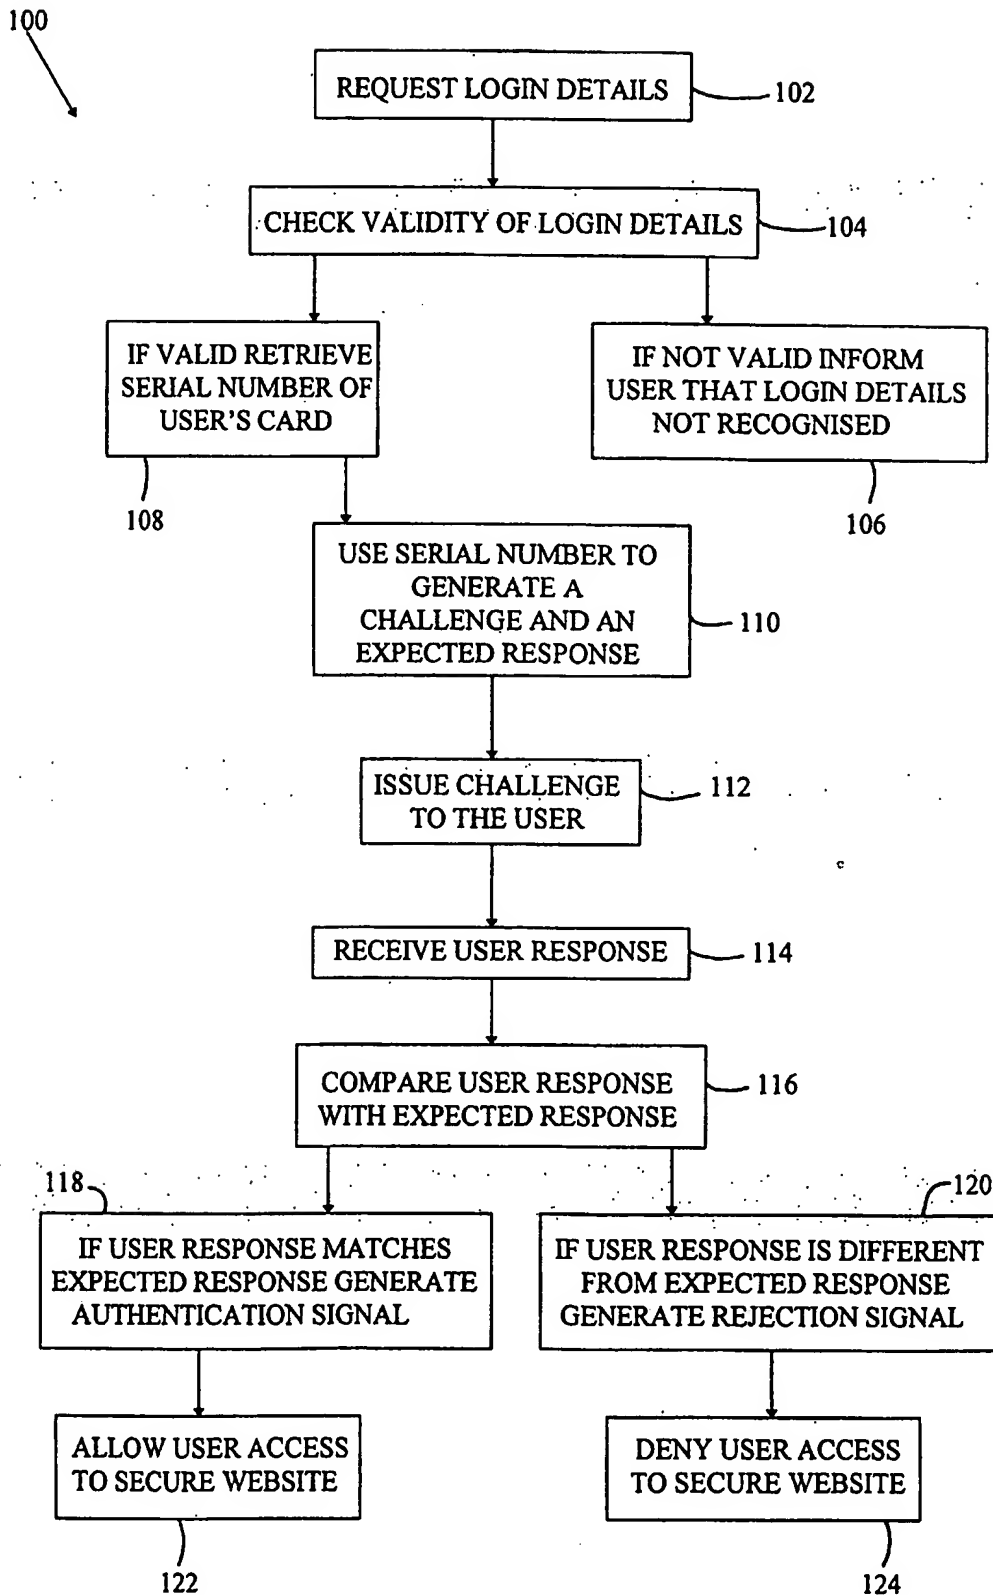 100
REQUEST LOGIN DETAILS
102
CHECK VALIDITY OF LOGIN DETAILS
104
IF VALID RETRIEVE
SERIAL NUMBER OF
USER'S CARD
108
IF NOT VALID INFORM
USER THAT LOGIN DETAILS
NOT RECOGNISED
106
USE SERIAL NUMBER TO
GENERATE A
CHALLENGE AND AN
EXPECTED RESPONSE
110
ISSUE CHALLENGE
TO THE USER
112
RECEIVE USER RESPONSE
114
COMPARE USER RESPONSE
WITH EXPECTED RESPONSE
116
118
IF USER RESPONSE MATCHES
EXPECTED RESPONSE GENERATE
AUTHENTICATION SIGNAL
120
IF USER RESPONSE IS DIFFERENT
FROM EXPECTED RESPONSE
GENERATE REJECTION SIGNAL
ALLOW USER ACCESS
TO SECURE WEBSITE
122
DENY USER ACCESS
TO SECURE WEBSITE
124